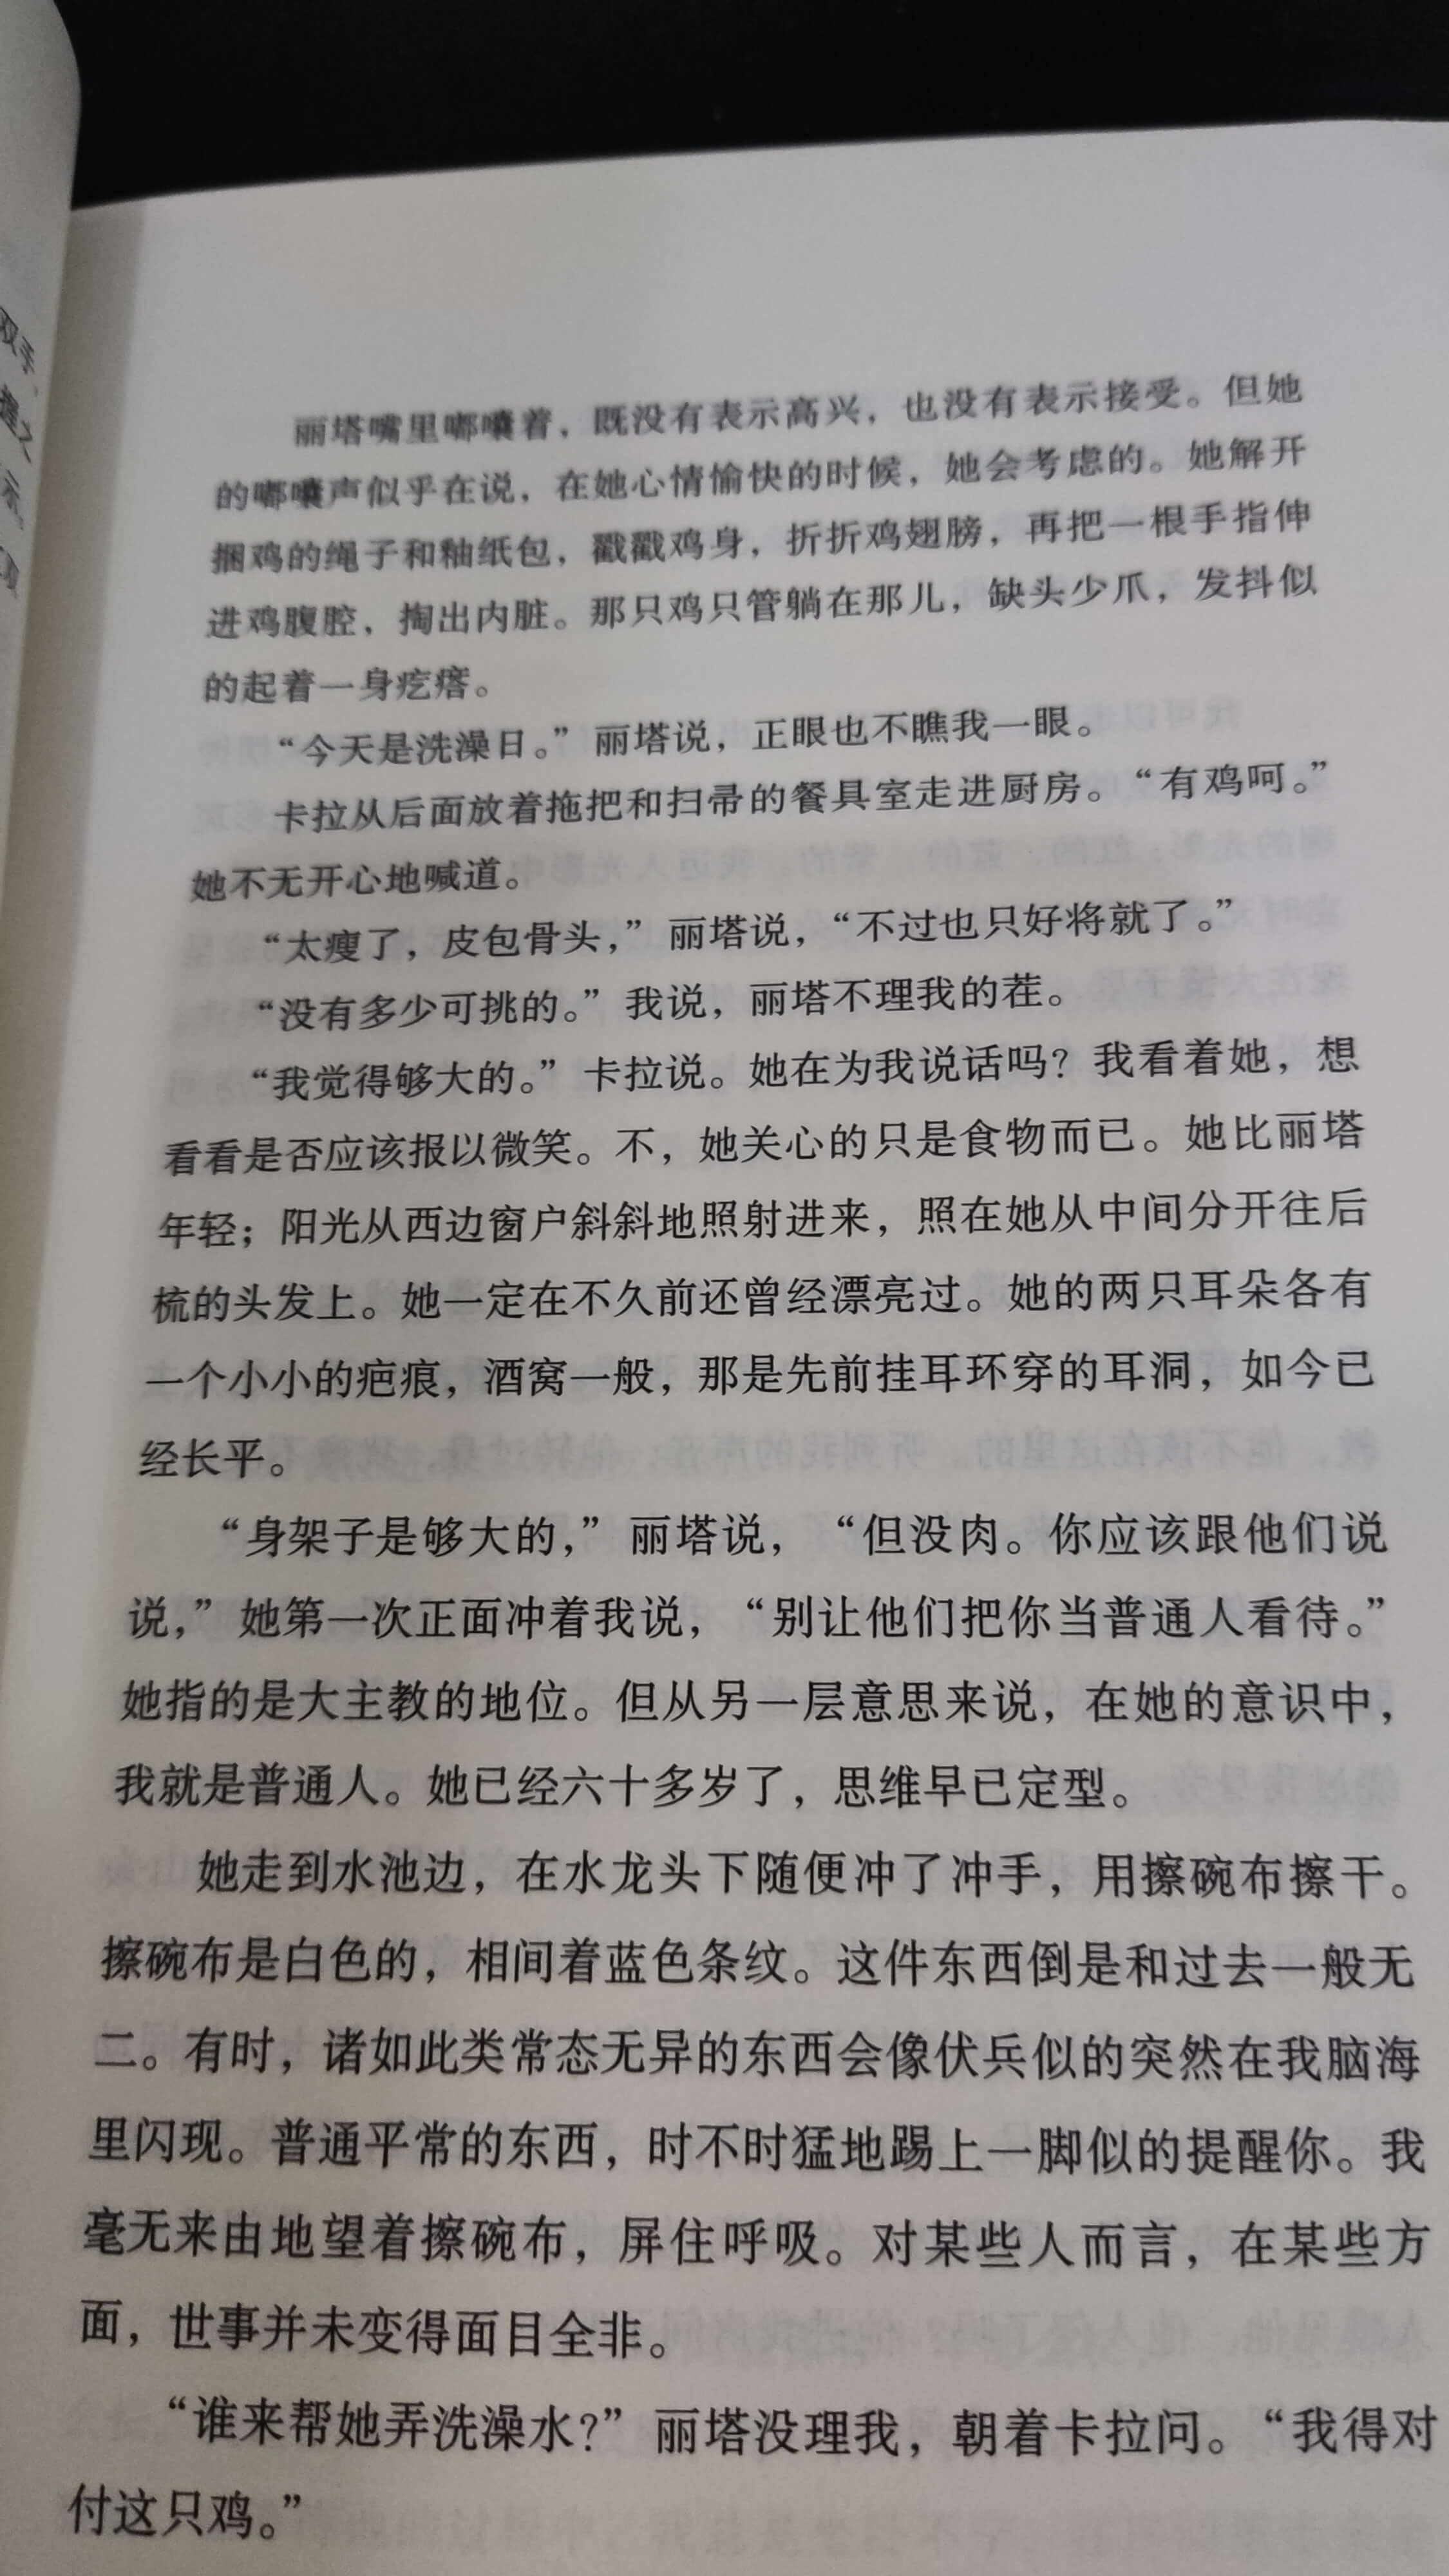 丽塔嘴里嘟囔着，既没有表示高兴，也没有表示接受。但她
的嘟囔声似乎在说，在她心情愉快的时候，她会考虑的。她解开
捆鸡的绳子和釉纸包，戳戳鸡身，折折鸡翅膀，再把一根手指伸
进鸡腹腔，掏出内脏。那只鸡只管躺在那儿，缺头少爪，发抖似
的起着一身疙瘩。
“今天是洗澡日。”丽塔说，正眼也不瞧我一眼。
卡拉从后面放着拖把和扫帚的餐具室走进厨房。“有鸡呵。”
她不无开心地喊道。
“太瘦了，皮包骨头，”丽塔说，“不过也只好将就了。”
“没有多少可挑的。”我说，丽塔不理我的茬。
“我觉得够大的。”卡拉说。她在为我说话吗？我看着她，想
看看是否应该报以微笑。不，她关心的只是食物而已。她比丽塔
年轻；阳光从西边窗户斜斜地照射进来，照在她从中间分开往后
梳的头发上。她一定在不久前还曾经漂亮过。她的两只耳朵各有
一个小小的疤痕，酒窝一般，那是先前挂耳环穿的耳洞，如今已
经长平。
“身架子是够大的，”丽塔说，“但没肉。你应该跟他们说
说，”她第一次正面冲着我说，“别让他们把你当普通人看待。”
她指的是大主教的地位。但从另一层意思来说，在她的意识中，
我就是普通人。她已经六十多岁了，思维早已定型。
她走到水池边，在水龙头下随便冲了冲手，用擦碗布擦干。
擦碗布是白色的，相间着蓝色条纹。这件东西倒是和过去一般无
二。有时，诸如此类常态无异的东西会像伏兵似的突然在我脑海
里闪现。普通平常的东西，时不时猛地踢上一脚似的提醒你。我
毫无来由地望着擦碗布，屏住呼吸。对某些人而言，在某些方
面，世事并未变得面目全非。
“谁来帮她弄洗澡水？”丽塔没理我，朝着卡拉问。“我得对
付这只鸡。”